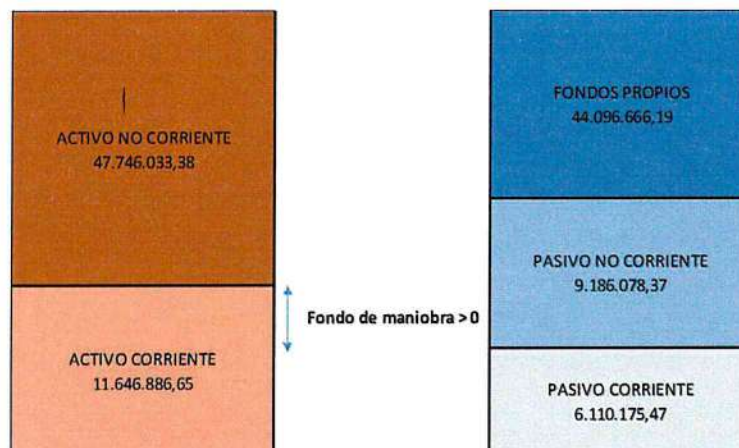 ACTIVO NO CORRIENTE
47.746.033,38
ACTIVO CORRIENTE
11.646.886,65
Fondo de maniobra >0
FONDOS PROPIOS
44.096.666,19
PASIVO NO CORRIENTE
9.186.078,37
PASIVO CORRIENTE
6.110.175,47